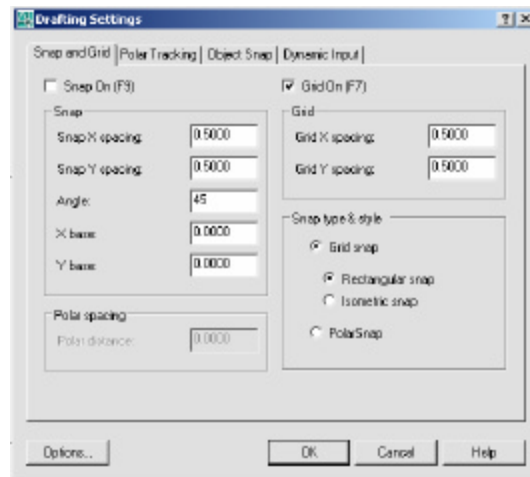 Drafting Settings
Snap and Grid Polar Tracking Object Snap Dynamic Input
Snap On (F9)
Grid On (F7)
Snap
Snap X spacing: 0.5000
Snap Y spacing: 0.5000
Angle: 45
X base: 0.0000
Y base: 0.0000
Polar spacing
Polar distance: 0.0000
Grid
Grid X spacing: 0.5000
Grid Y spacing: 0.5000
Snap type & style
Grid snap
Rectangular snap
Isometric snap
PolarSnap
Options... OK Cancel Help